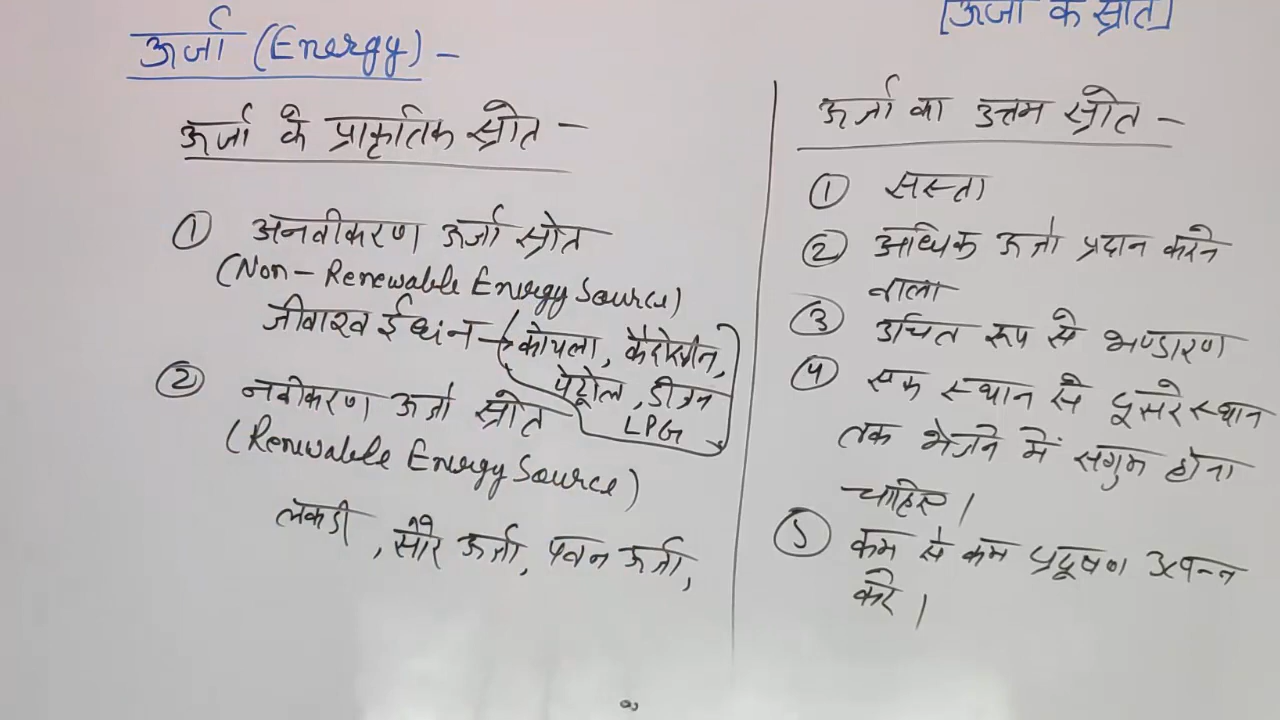 [ऊर्जा के स्रोत]
ऊर्जा (Energy) –
ऊर्जा के प्राकृतिक स्रोत –
① अनवीकरण ऊर्जा स्रोत
(Non-Renewable Energy Source)
जीवाश्व ईंधन → कोयला, कैरोसीन,
पेट्रोल, डीजल
LPG
② नवीकरण ऊर्जा स्रोत
(Renewable Energy Source)
लकडी, सौर ऊर्जा, पवन ऊर्जा,
ऊर्जा का उत्तम स्रोत –
① सस्ता
② अधिक ऊर्जा प्रदान करने
वाला
③ उचित रूप से भण्डारण
④ एक स्थान से दूसरे स्थान
तक भेजने में सुगम होना
चाहिए।
⑤ कम से कम प्रदूषण उत्पन्न
करे।